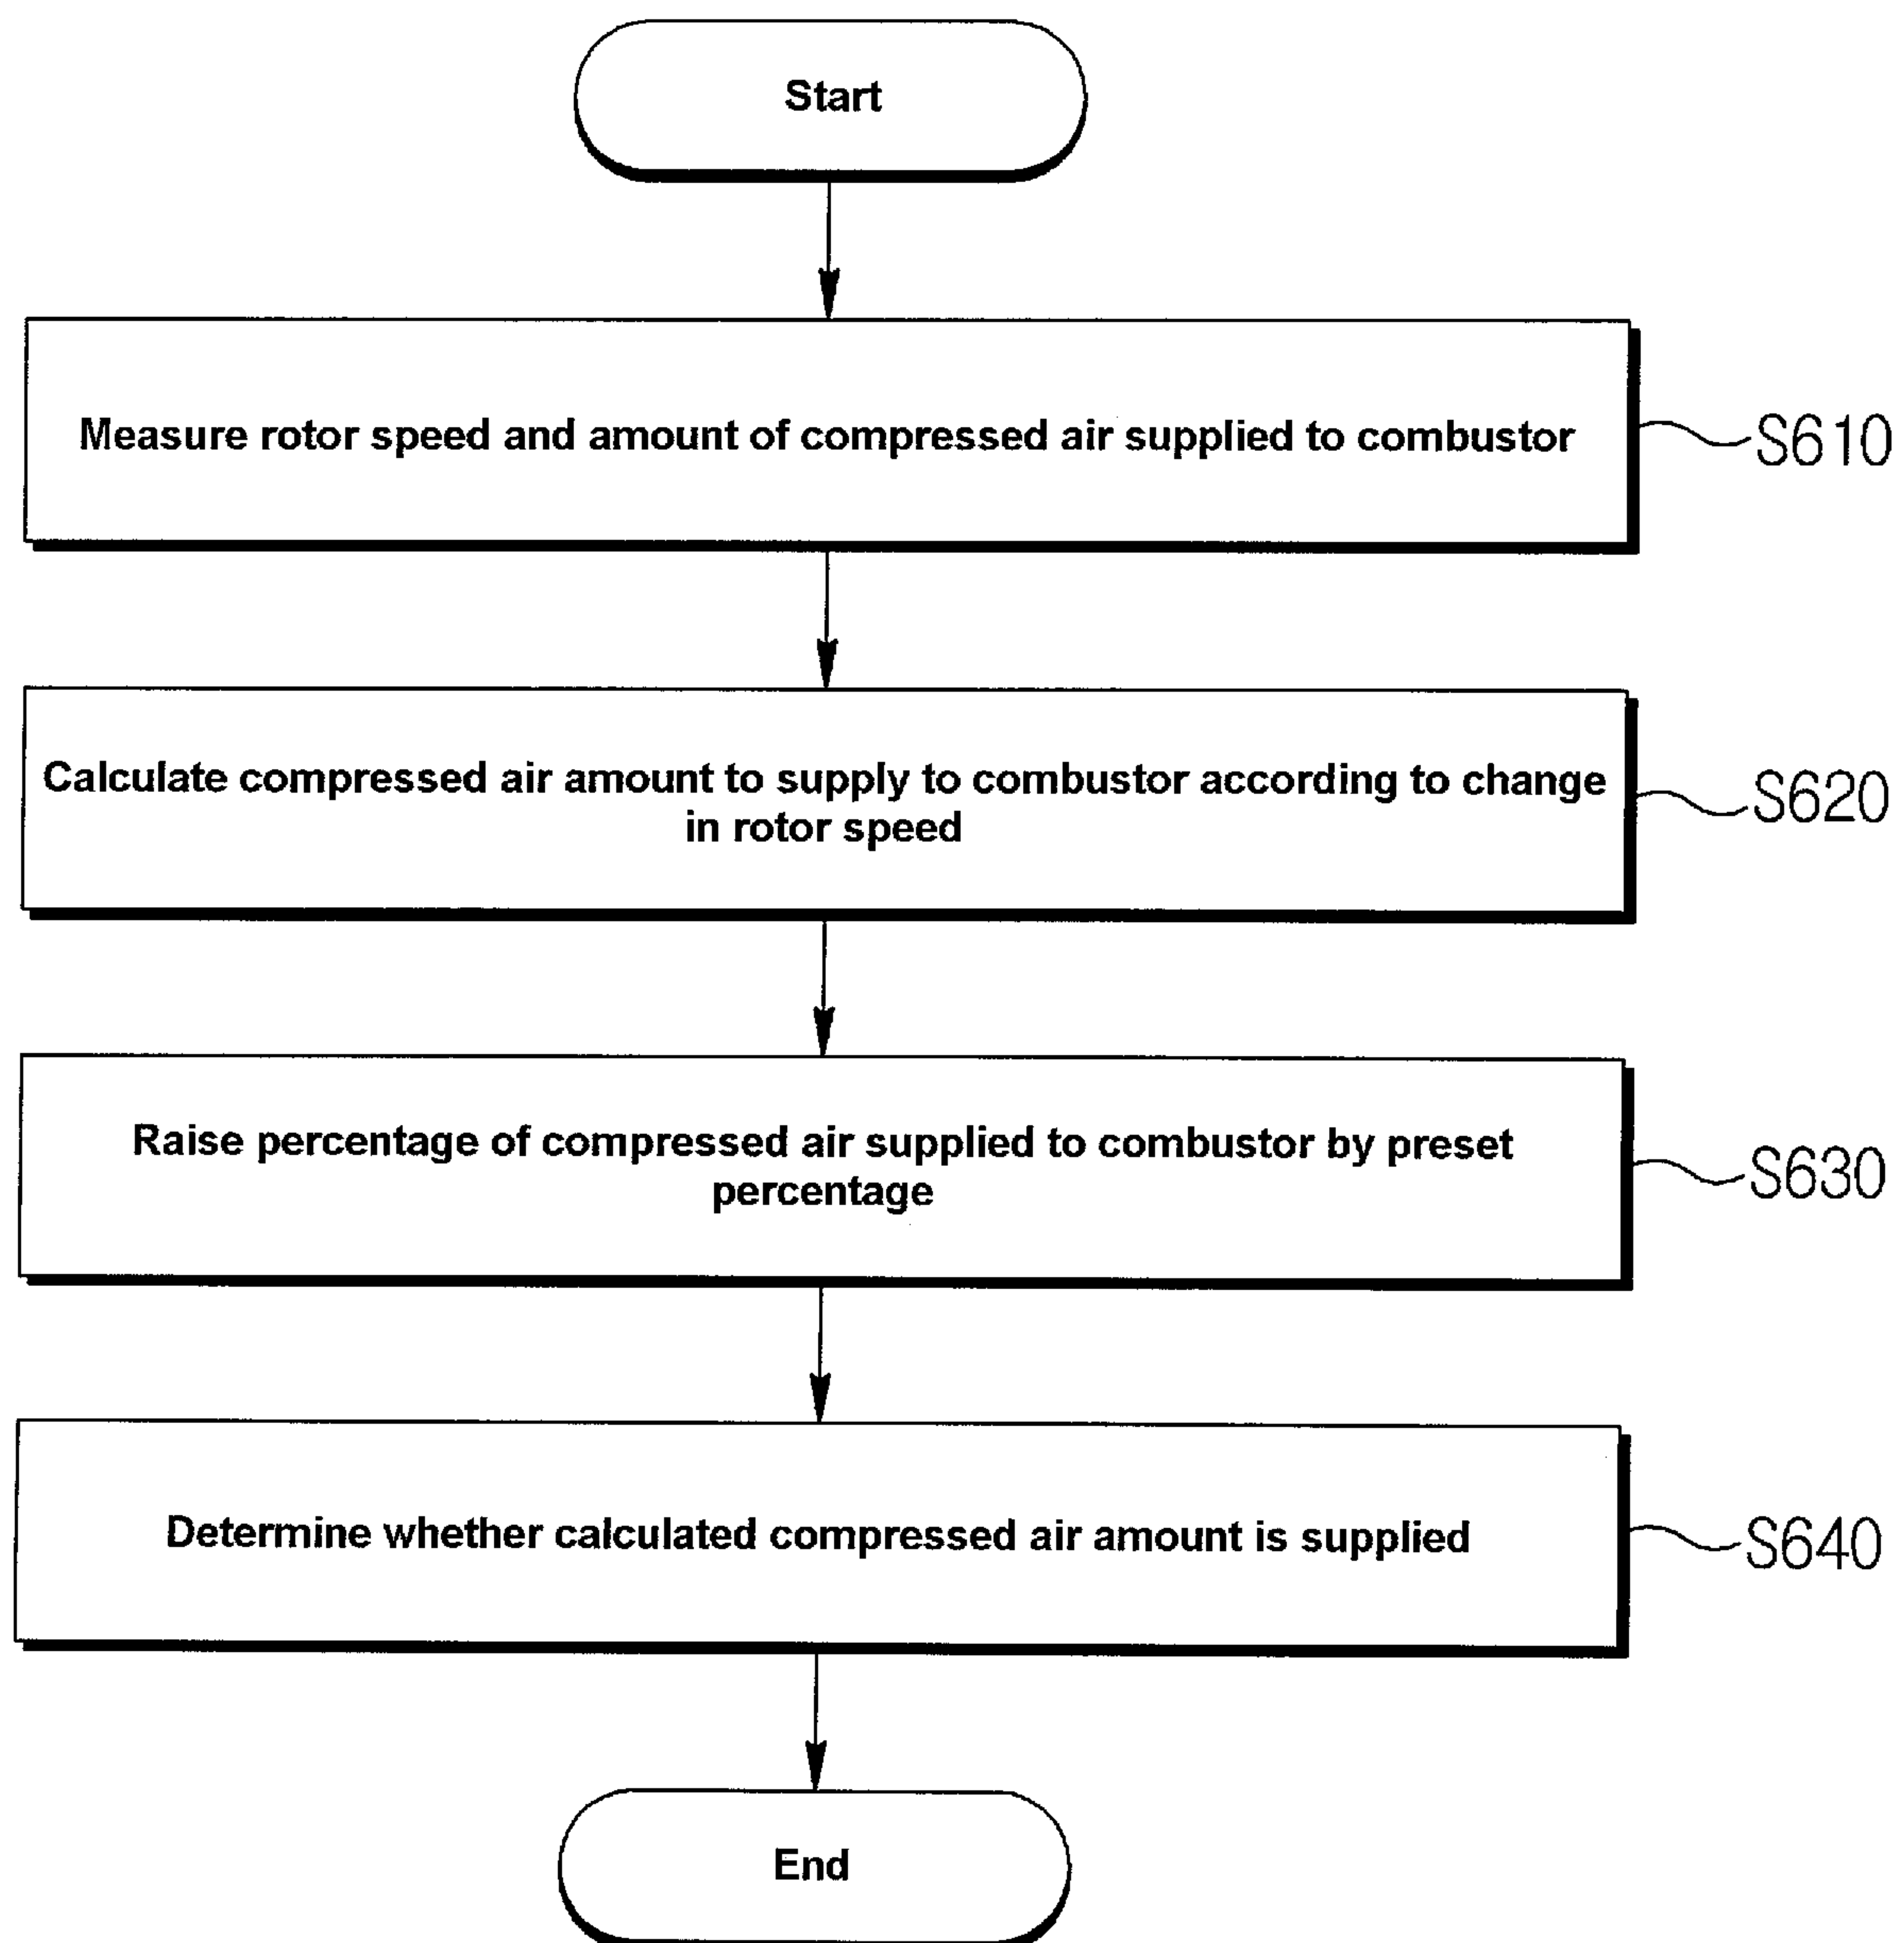 Start
Measure rotor speed and amount of compressed air supplied to combustor
S610
Calculate compressed air amount to supply to combustor according to change
in rotor speed
S620
Raise percentage of compressed air supplied to combustor by preset
percentage
S630
Determine whether calculated compressed air amount is supplied
S640
End